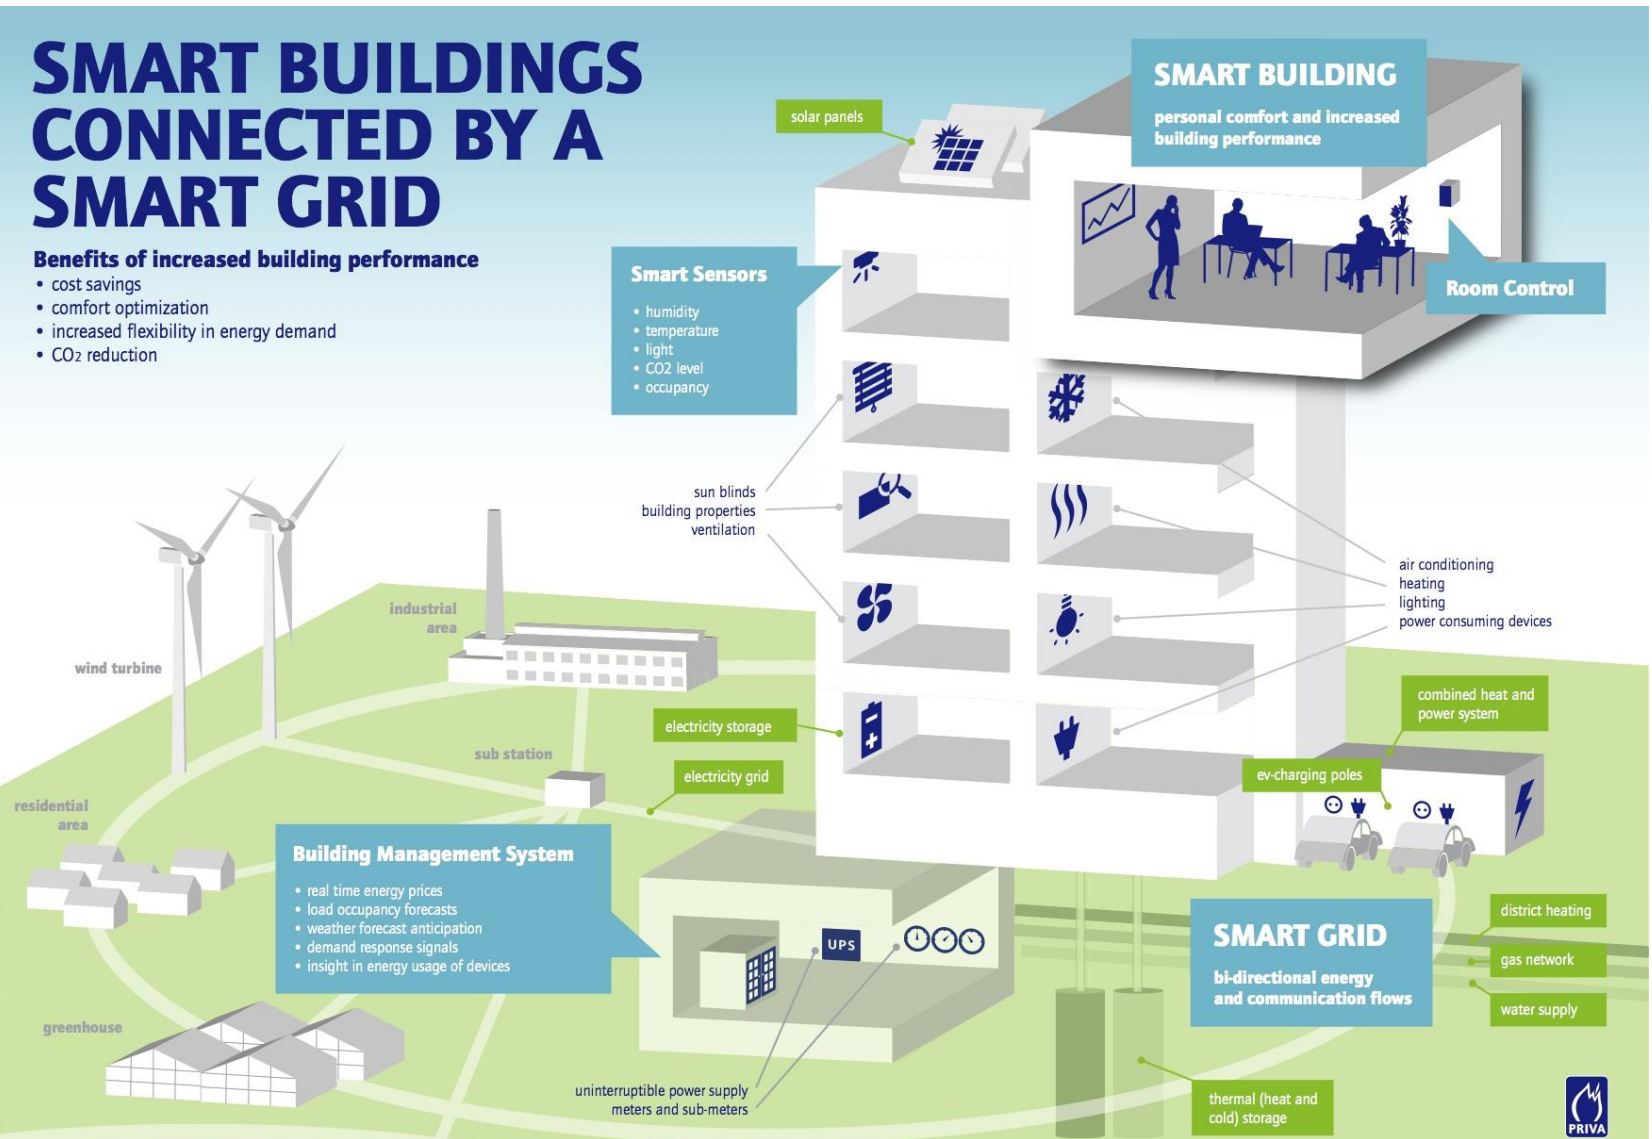 SMART BUILDINGS
CONNECTED BY A
SMART GRID
Benefits of increased building performance
• cost savings
• comfort optimization
• increased flexibility in energy demand
• CO2 reduction
solar panels
SMART BUILDING
personal comfort and increased
building performance
Room Control
Smart Sensors
• humidity
• temperature
• light
• CO2 level
• occupancy
sun blinds
building properties
ventilation
air conditioning
heating
lighting
power consuming devices
industrial
area
wind turbine
sub station
residential
area
greenhouse
electricity storage
electricity grid
combined heat and
power system
ev-charging poles
Building Management System
• real time energy prices
• load occupancy forecasts
• weather forecast anticipation
• demand response signals
• insight in energy usage of devices
UPS
uninterruptible power supply
meters and sub-meters
SMART GRID
bi-directional energy
and communication flows
district heating
gas network
water supply
thermal (heat and
cold) storage
PRIVA